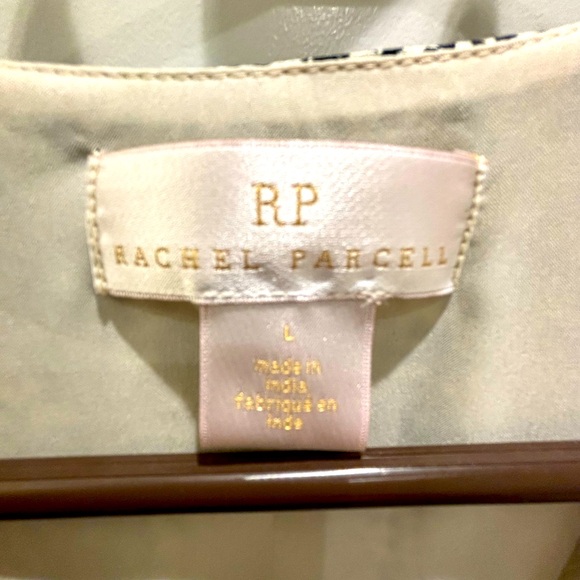 RP
RACHEL PARCELL
L
made in
india
fabriqué en
inde